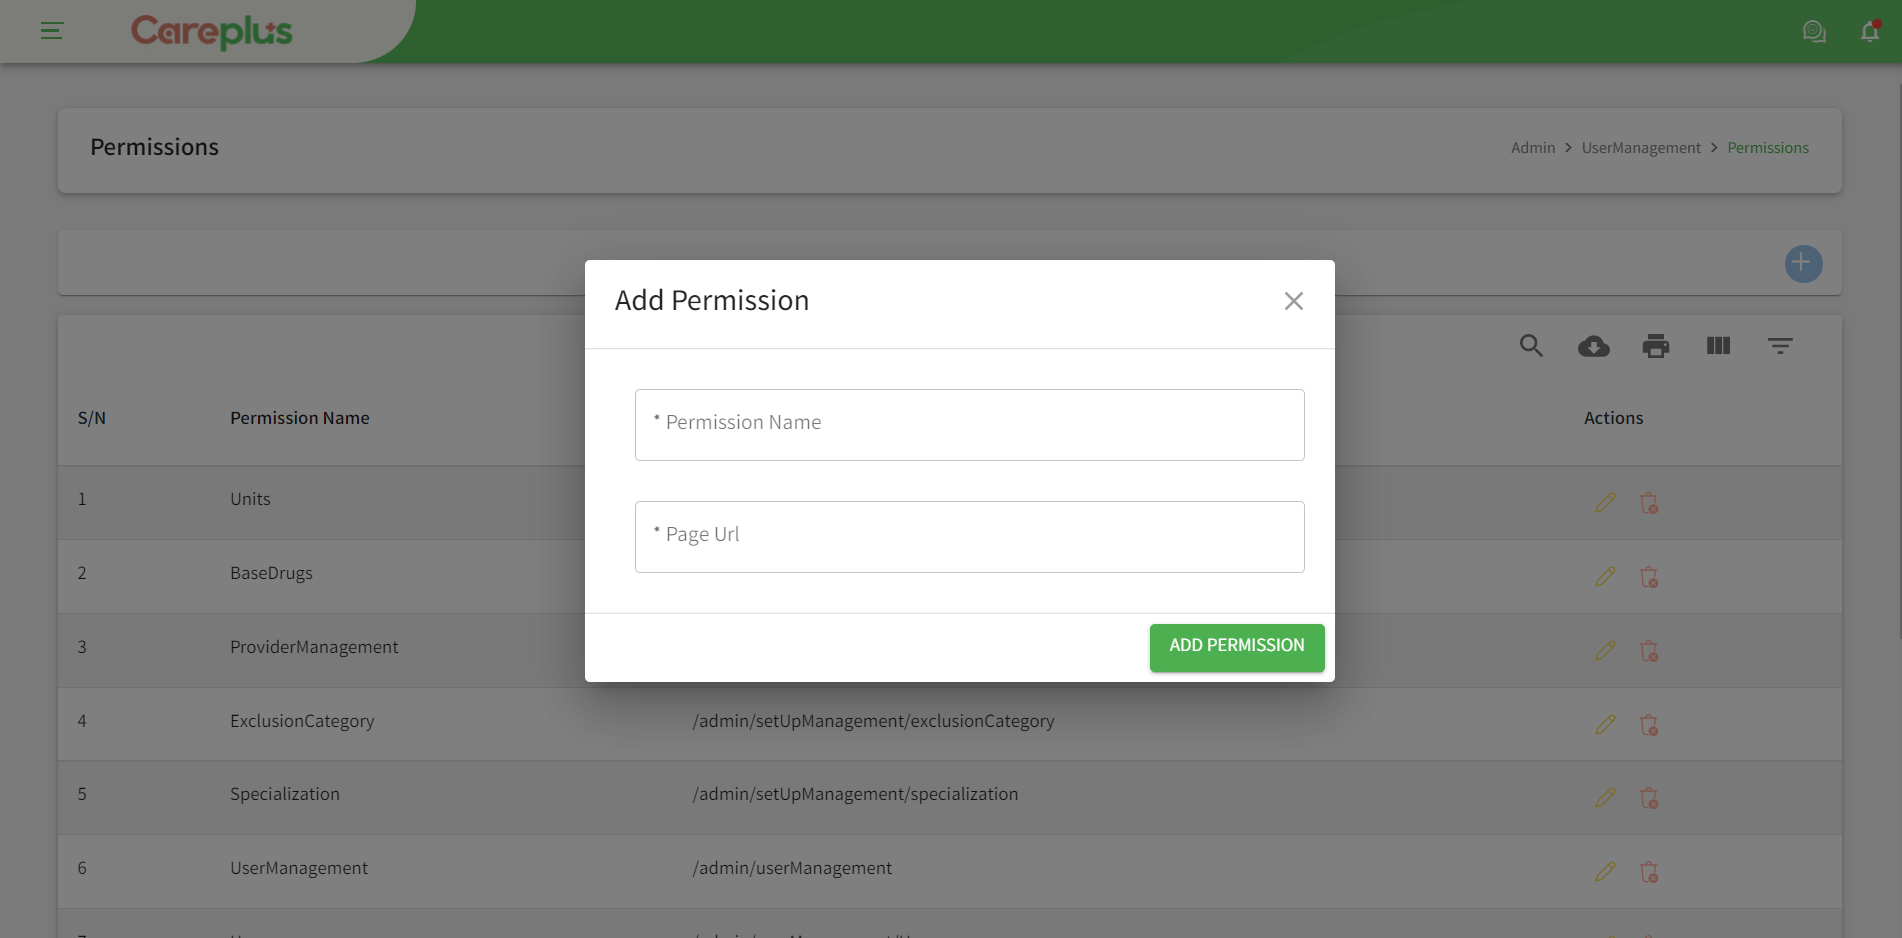 Careplus
Permissions
Admin > UserManagement > Permissions
Add Permission
* Permission Name
* Page Url
ADD PERMISSION
S/N Permission Name Actions
1 Units
2 BaseDrugs
3 ProviderManagement
4 ExclusionCategory /admin/setUpManagement/exclusionCategory
5 Specialization /admin/setUpManagement/specialization
6 UserManagement /admin/userManagement